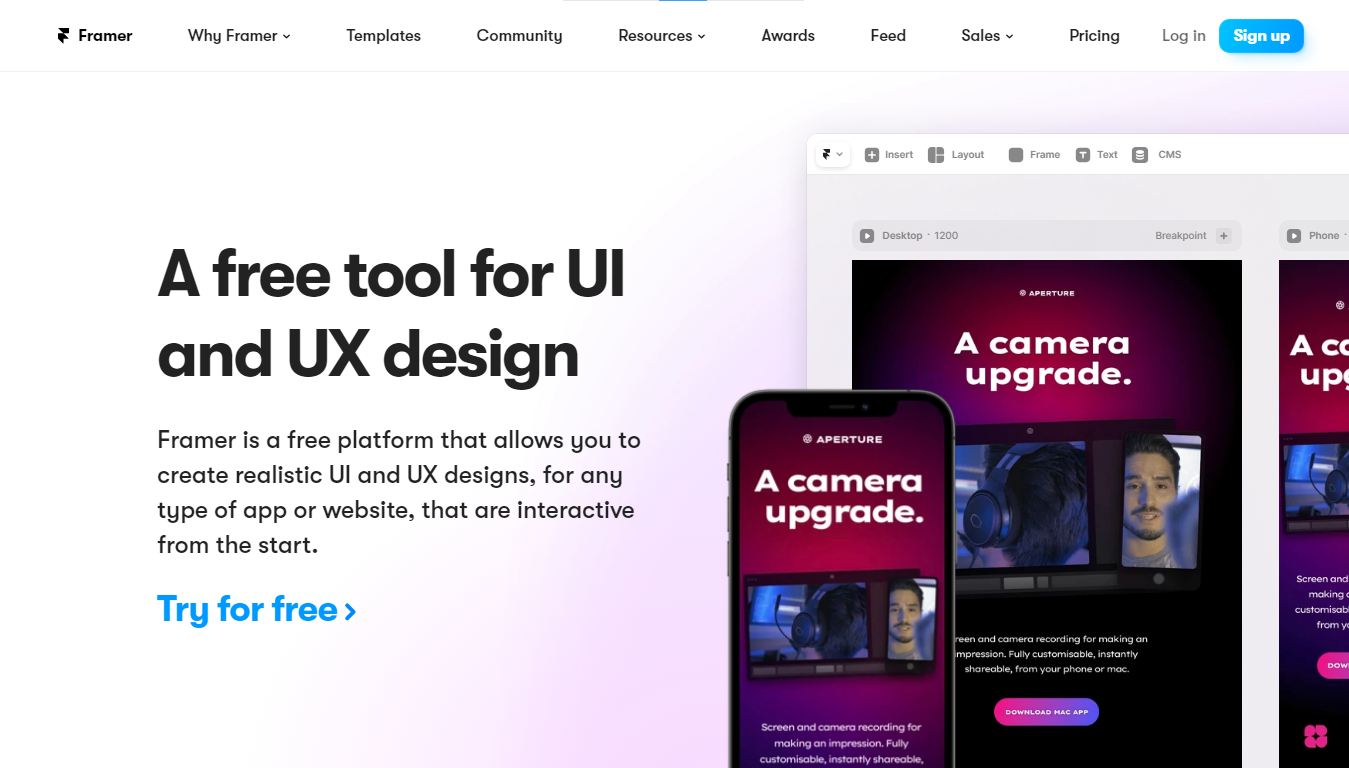 Framer
Why Framer
Templates
Community
Resources
Awards
Feed
Sales
Pricing
Log in
Sign up
A free tool for UI
and UX design
Framer is a free platform that allows you to
create realistic UI and UX designs, for any
type of app or website, that are interactive
from the start.
Try for free
Insert
Layout
Frame
Text
CMS
Desktop · 1200
Breakpoint
Phone ·
APERTURE
A camera
upgrade.
reen and camera recording for making an
impression. Fully customisable, instantly
shareable, from your phone or mac.
DOWNLOAD MAC APP
APERTURE
A camera
upgrade.
Screen and camera recording for
making an impression. Fully
customisable, instantly shareable,
A ca
upg
Screen and
making a
customisab
from yo
DOW